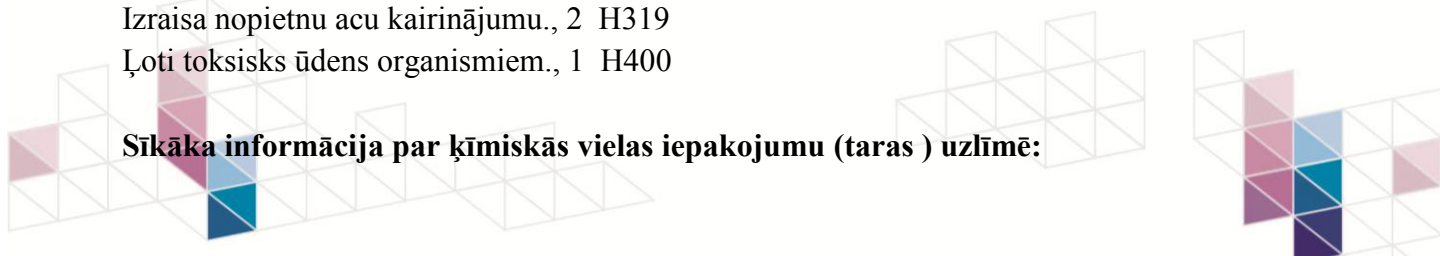 Izraisa nopietnu acu kairinājumu., 2 H319
Ļoti toksisks ūdens organismiem., 1 H400
Sīkāka informācija par ķīmiskās vielas iepakojumu (taras ) uzlīmē: